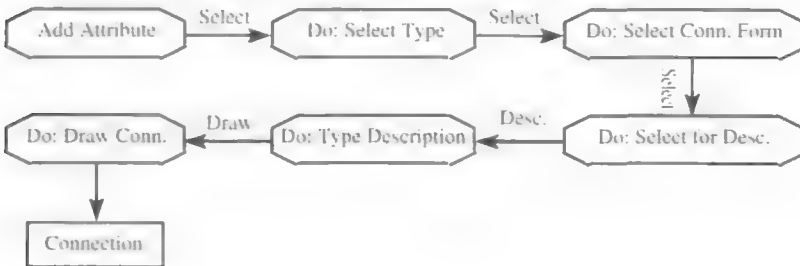 Add Attribute
Select
Do: Select Type
Select
Do: Select Conn. Form
Select
Do: Select for Desc.
Desc.
Do: Type Description
Draw
Do: Draw Conn.
Connection